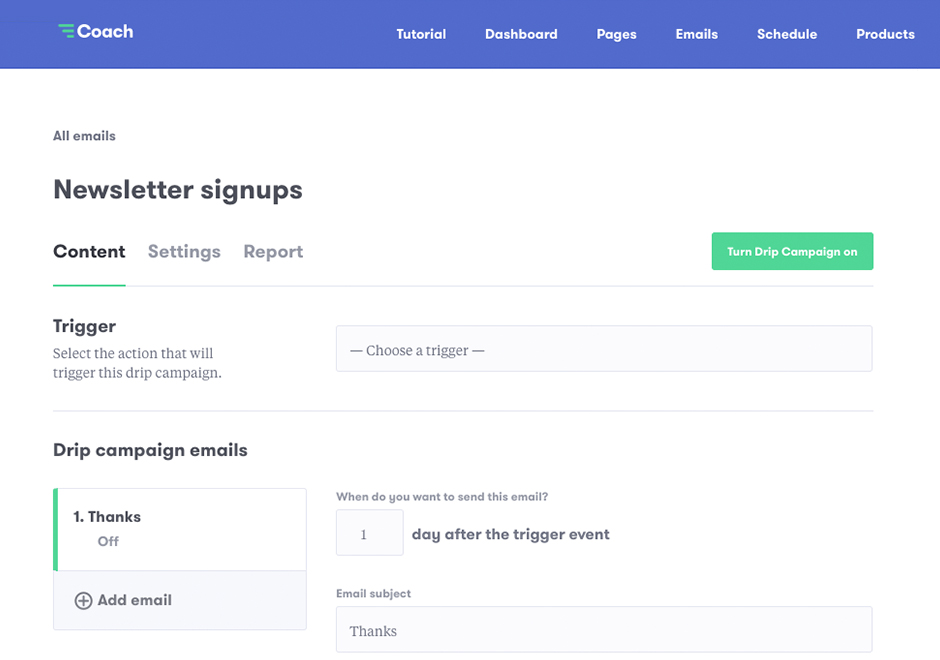 Coach
Tutorial Dashboard Pages Emails Schedule Products
All emails
Newsletter signups
Content Settings Report
Turn Drip Campaign on
Trigger
Select the action that will
trigger this drip campaign.
— Choose a trigger —
Drip campaign emails
1. Thanks
Off
Add email
When do you want to send this email?
1 day after the trigger event
Email subject
Thanks